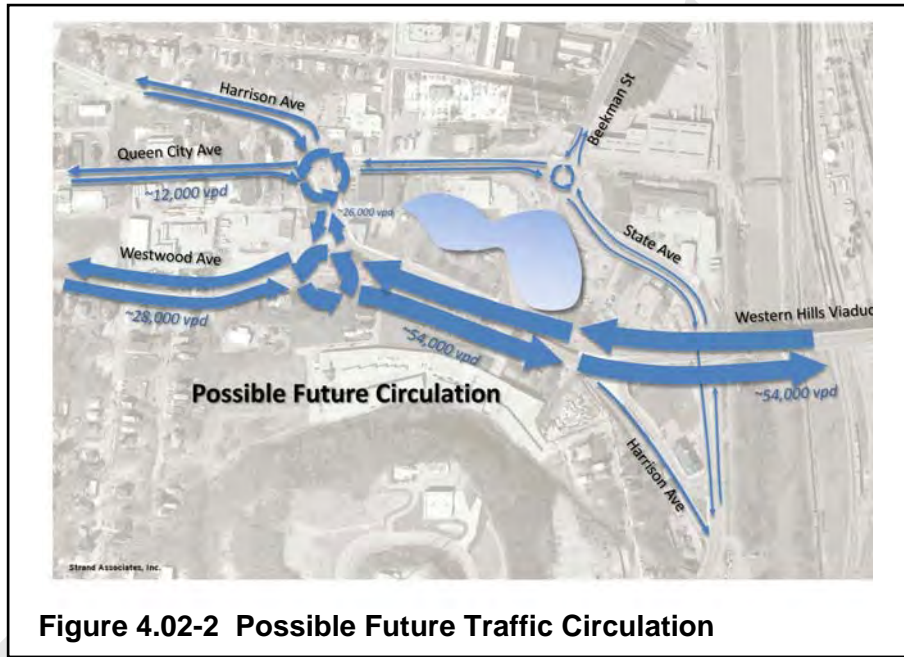 Harrison Ave
Beekman St
Queen City Ave
~12,000 vpd
~26,000 vpd
State Ave
Westwood Ave
~28,000 vpd
Western Hills Viaduc
~54,000 vpd
~54,000 vpd
Possible Future Circulation
Harrison Ave
Strand Associates, Inc.
Figure 4.02-2 Possible Future Traffic Circulation